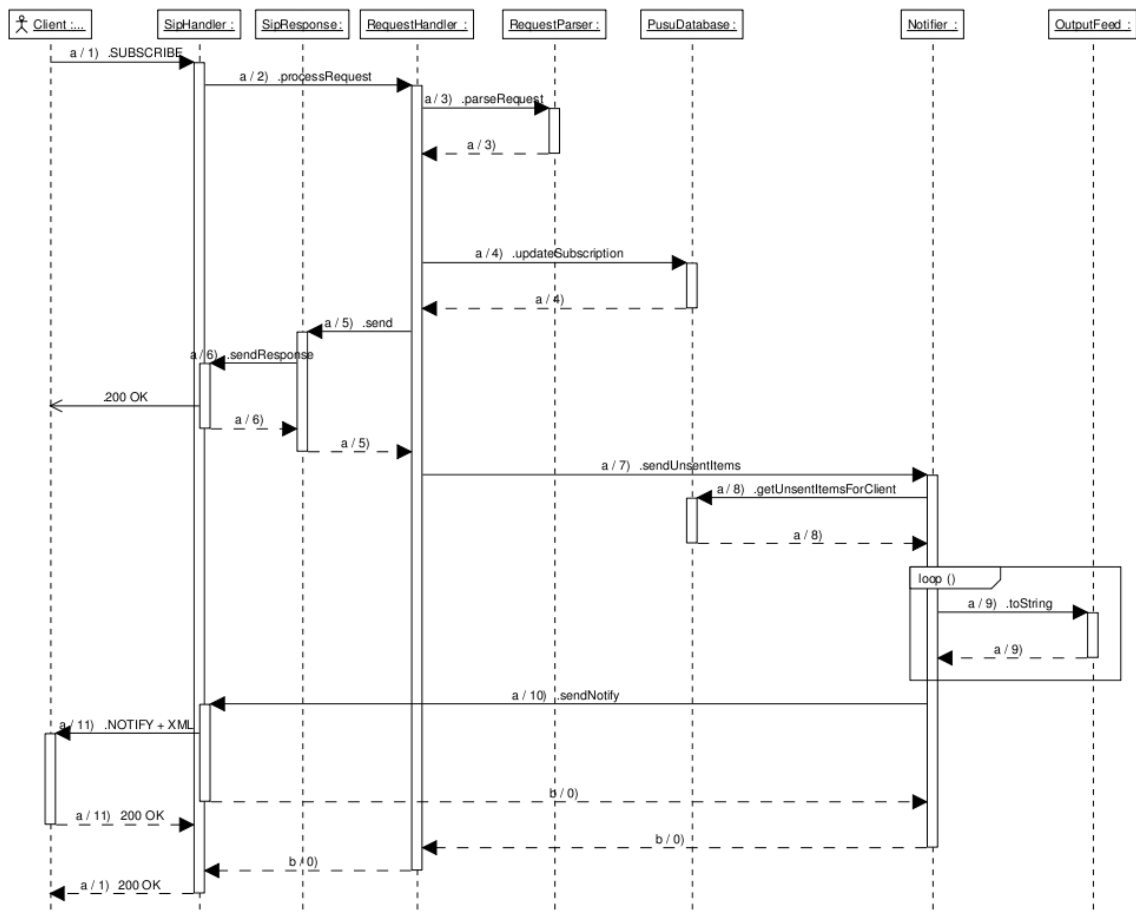 Client :... SipHandler : SipResponse : RequestHandler : RequestParser : PusuDatabase : Notifier : OutputFeed :
a / 1) .SUBSCRIBE
a / 2) .processRequest
a / 3) .parseRequest
a / 3)
a / 4) .updateSubscription
a / 4)
a / 5) .send
a / 6) .sendResponse
.200 OK
a / 6)
a / 5)
a / 7) .sendUnsentItems
a / 8) .getUnsentItemsForClient
a / 8)
loop ()
a / 9) .toString
a / 9)
a / 10) .sendNotify
a / 11) .NOTIFY + XML
b / 0)
a / 11) 200 OK
b / 0)
b / 0)
a / 1) 200 OK